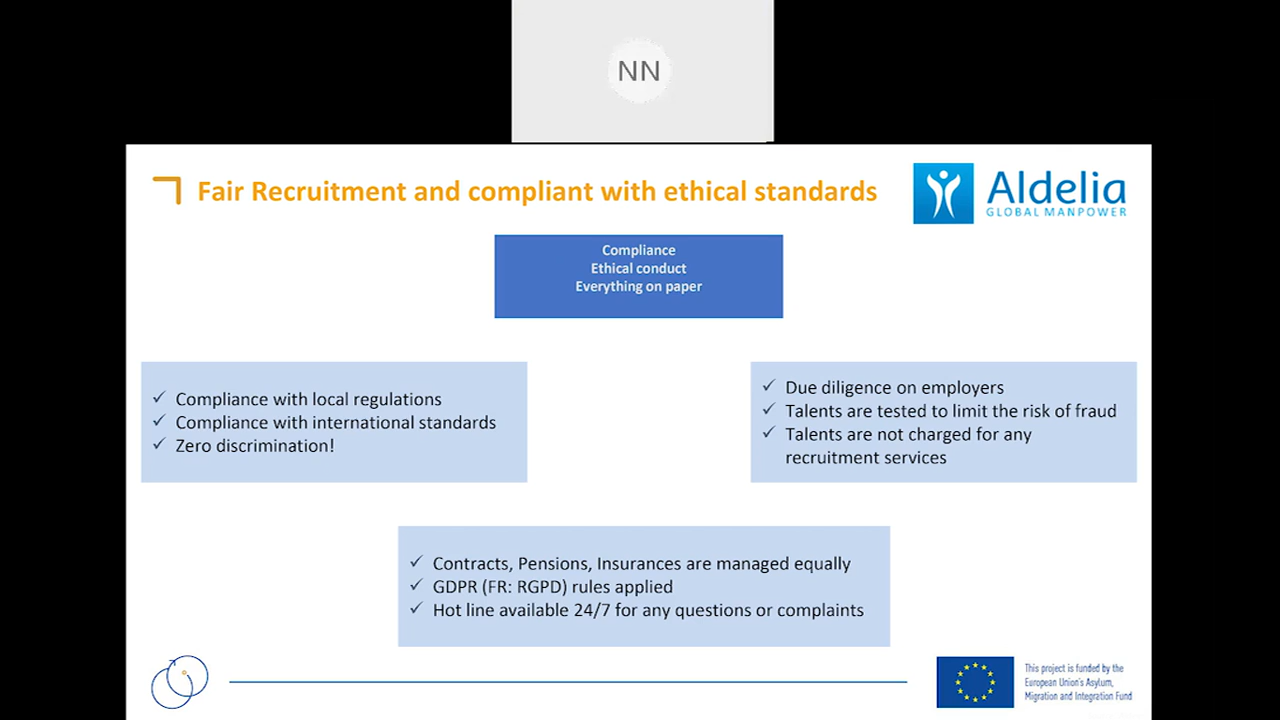 NN
Fair Recruitment and compliant with ethical standards
Aldelia
GLOBAL MANPOWER
Compliance
Ethical conduct
Everything on paper
✓ Compliance with local regulations
✓ Compliance with international standards
✓ Zero discrimination!
✓ Due diligence on employers
✓ Talents are tested to limit the risk of fraud
✓ Talents are not charged for any
recruitment services
✓ Contracts, Pensions, Insurances are managed equally
✓ GDPR (FR: RGPD) rules applied
✓ Hot line available 24/7 for any questions or complaints
This project is funded by the
European Union's Asylum,
Migration and Integration Fund